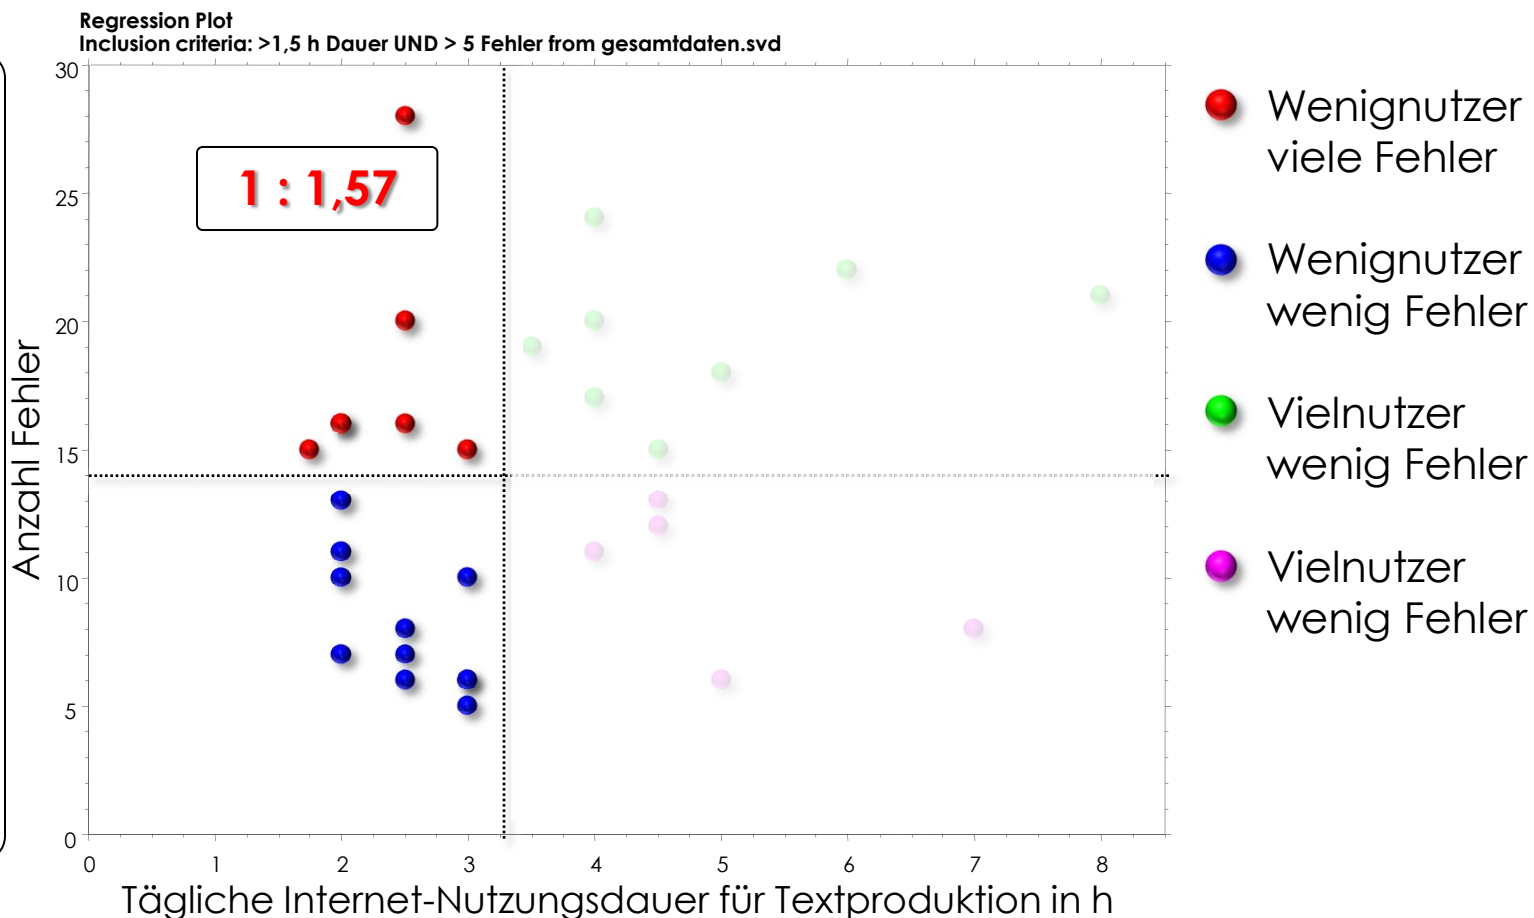 Regression Plot
Inclusion criteria: >1,5 h Dauer UND > 5 Fehler from gesamtdaten.svd
30
25
20
15
10
5
0
Anzahl Fehler
1 : 1,57
0 1 2 3 4 5 6 7 8
Tägliche Internet-Nutzungsdauer für Textproduktion in h
Wenignutzer
viele Fehler
Wenignutzer
wenig Fehler
Vielnutzer
wenig Fehler
Vielnutzer
wenig Fehler